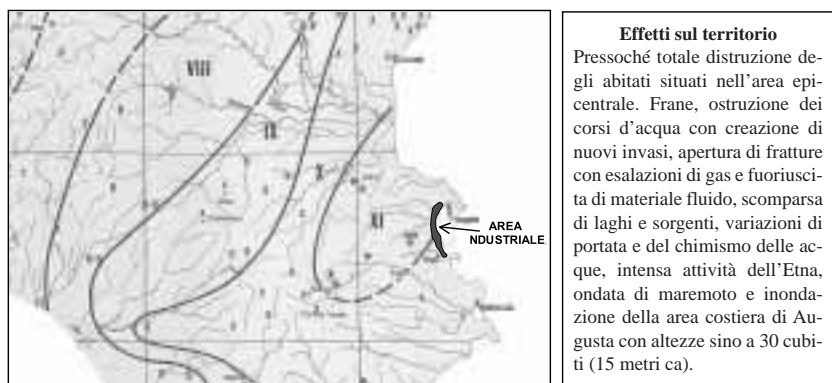 VIII
IX
X
XI
AREA
NDUSTRIALE
Effetti sul territorio
Pressoché totale distruzione de-
gli abitati situati nell'area epi-
centrale. Frane, ostruzione dei
corsi d'acqua con creazione di
nuovi invasi, apertura di fratture
con esalazioni di gas e fuoriusci-
ta di materiale fluido, scomparsa
di laghi e sorgenti, variazioni di
portata e del chimismo delle ac-
que, intensa attività dell'Etna,
ondata di maremoto e inonda-
zione della area costiera di Au-
gusta con altezze sino a 30 cubi-
ti (15 metri ca).